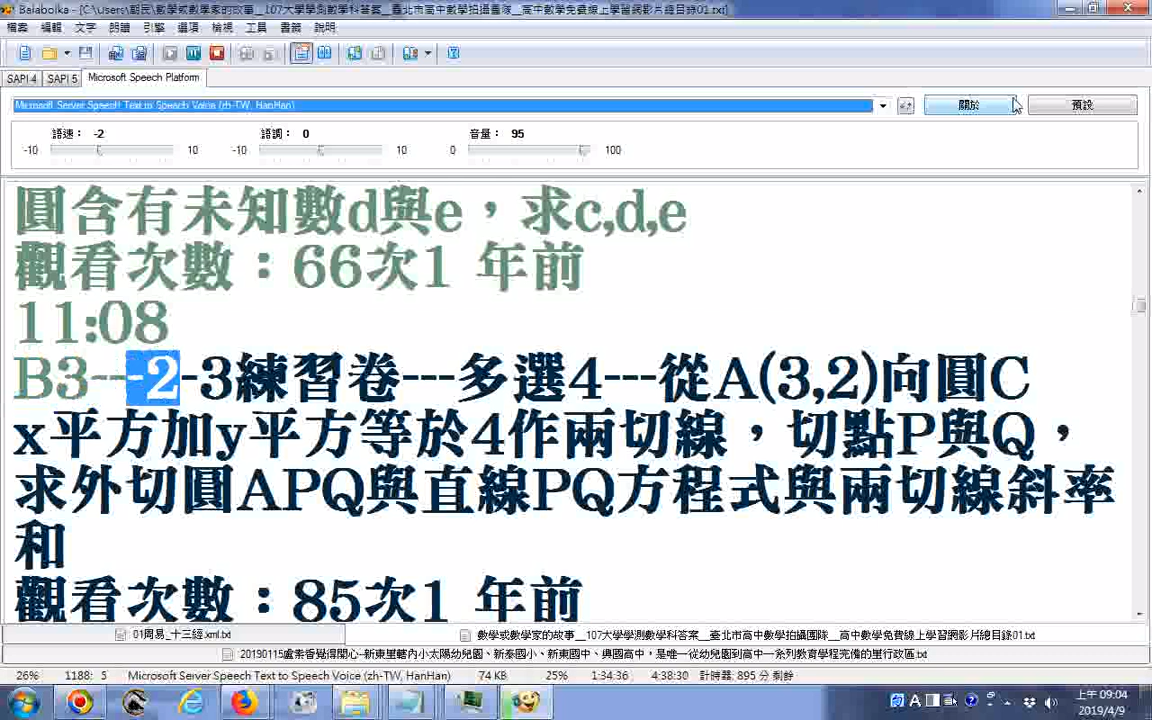 Balabolka - [C:\Users\朝民\數學或數學家的故事__107大學學測數學科答案__臺北市高中數學拍攝團隊__高中數學免費線上學習網影片總目錄01.txt]
檔案 編輯 文字 朗讀 引擎 選項 檢視 工具 書籤 說明
SAPI 4 SAPI 5 Microsoft Speech Platform
Microsoft Server Speech Text to Speech Voice (zh-TW, HanHan) 關於 預設
語速： -2 語調： 0 音量： 95
-10 10 -10 10 0 100
圓含有未知數d與e，求c,d,e
觀看次數：66次1 年前
11:08
B3---2-3練習卷---多選4---從A(3,2)向圓C
x平方加y平方等於4作兩切線，切點P與Q，
求外切圓APQ與直線PQ方程式與兩切線斜率
和
觀看次數：85次1 年前
01周易_十三經.xml.txt 數學或數學家的故事__107大學學測數學科答案__臺北市高中數學拍攝團隊__高中數學免費線上學習網影片總目錄01.txt
20190115盧素香覺得開心-新東里轄內小太陽幼兒園、新泰國小、新東國中、興國高中，是唯一從幼兒園到高中一系列教育學程完備的里行政區.txt
26% 1188: 5 Microsoft Server Speech Text to Speech Voice (zh-TW, HanHan) 74 KB 25% 1:34:36 4:38:30 計時器: 895 分 剩餘
上午 09:04
2019/4/9